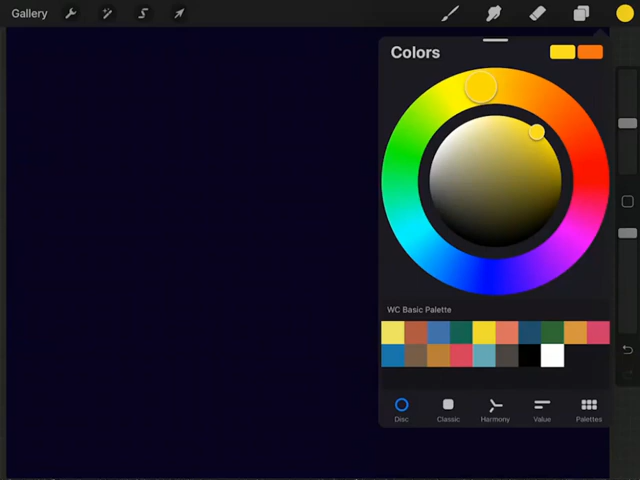 Gallery
Colors
WC Basic Palette
Disc
Classic
Harmony
Value
Palettes